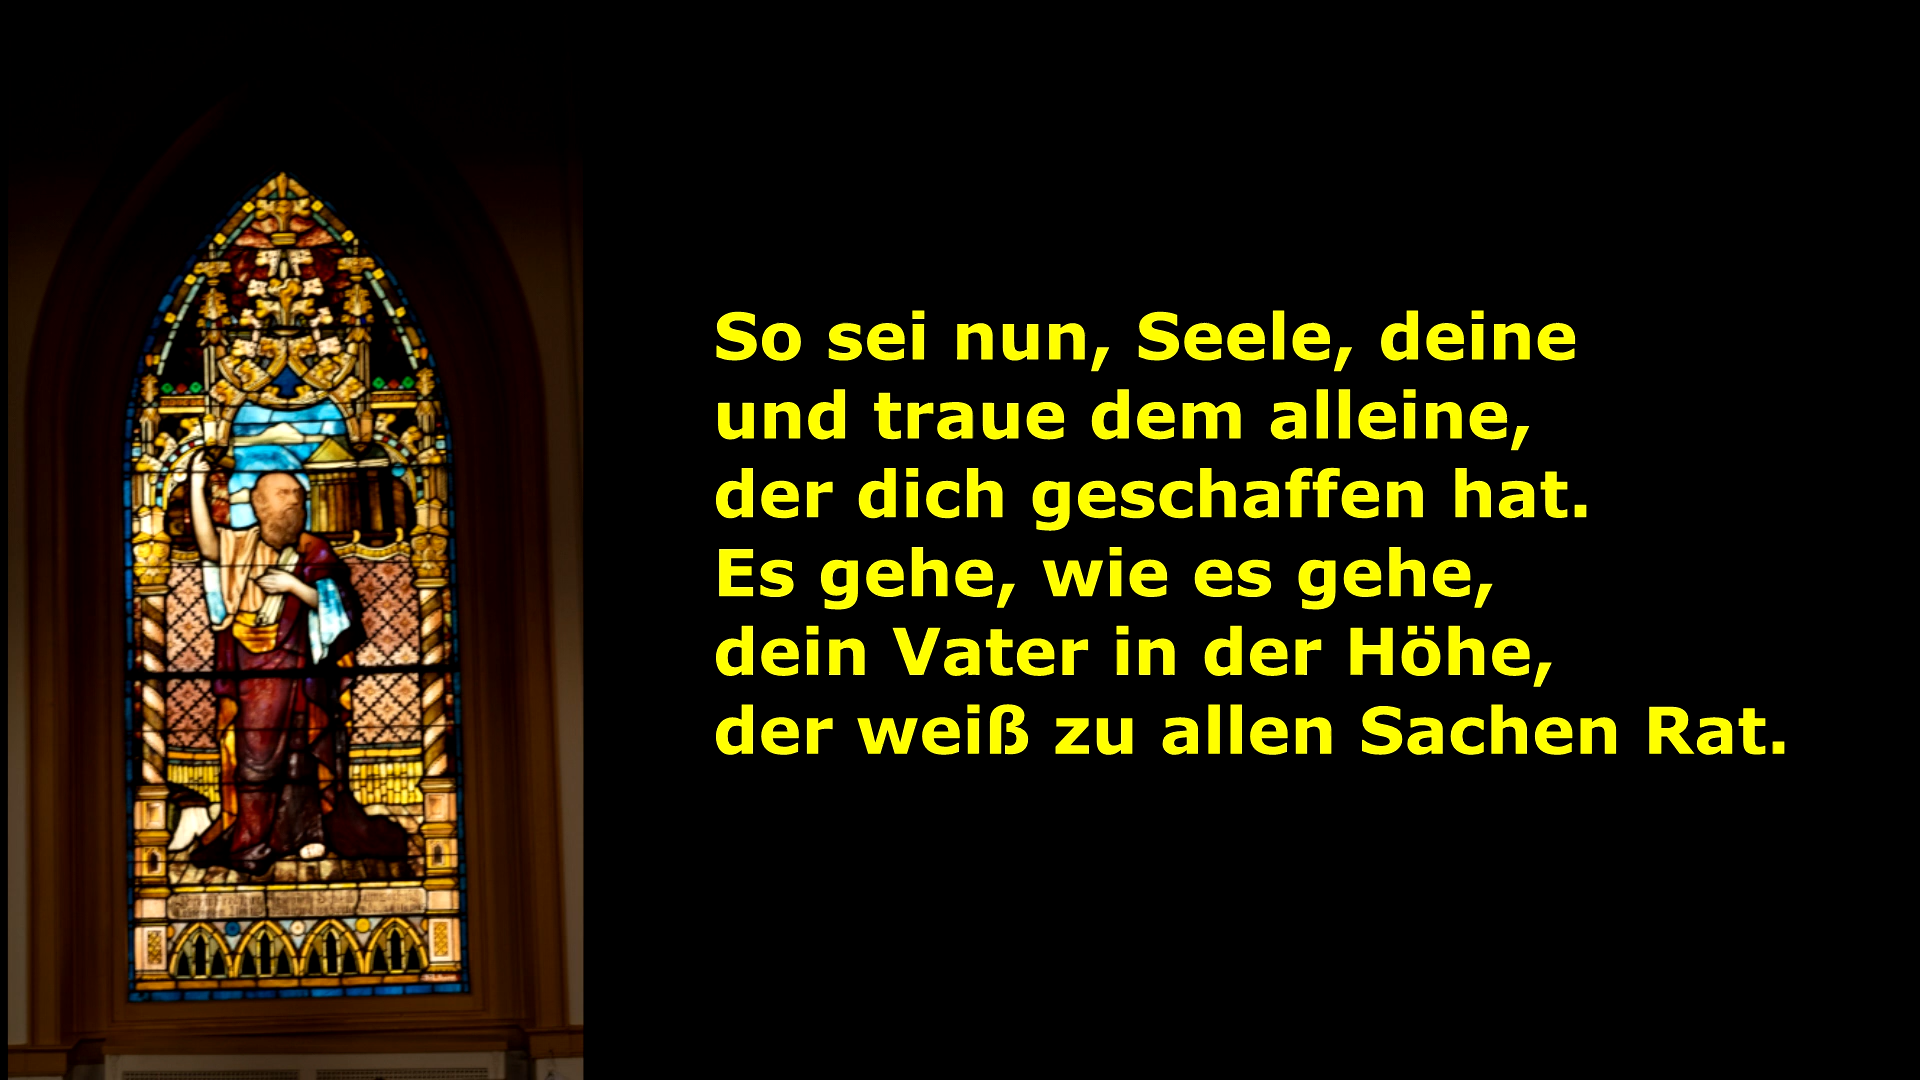 So sei nun, Seele, deine
und traue dem alleine,
der dich geschaffen hat.
Es gehe, wie es gehe,
dein Vater in der Höhe,
der weiß zu allen Sachen Rat.